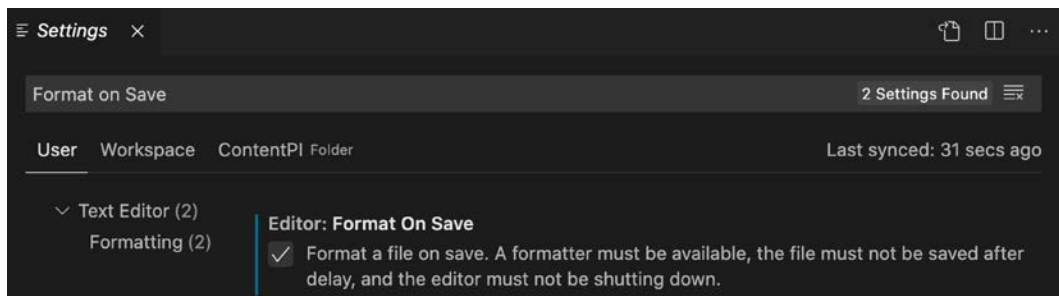 Settings
Format on Save
2 Settings Found
User Workspace ContentPI Folder
Last synced: 31 secs ago
Text Editor (2)
Formatting (2)
Editor: Format On Save
Format a file on save. A formatter must be available, the file must not be saved after
delay, and the editor must not be shutting down.